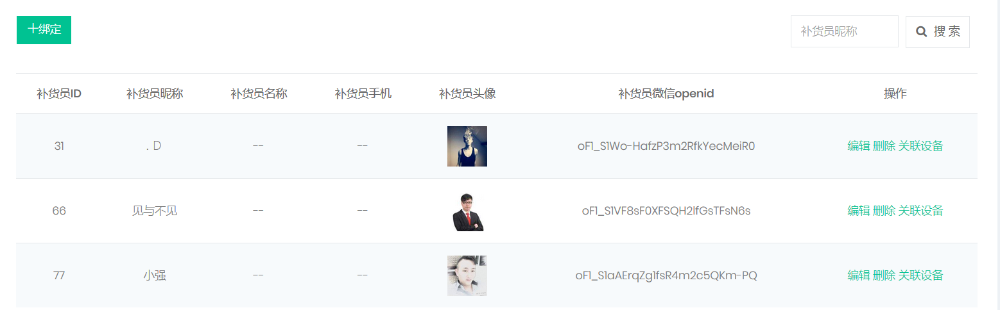 十绑定
补货员昵称 搜 索
补货员ID 补货员昵称 补货员名称 补货员手机 补货员头像 补货员微信openid 操作
31 . D -- -- oF1_S1Wo-HafzP3m2RfkYecMeiR0 编辑 删除 关联设备
66 见与不见 -- -- oF1_S1VF8sF0XFSQH2lfGsTFsN6s 编辑 删除 关联设备
77 小强 -- -- oF1_S1aAErqZg1fsR4m2c5QKm-PQ 编辑 删除 关联设备